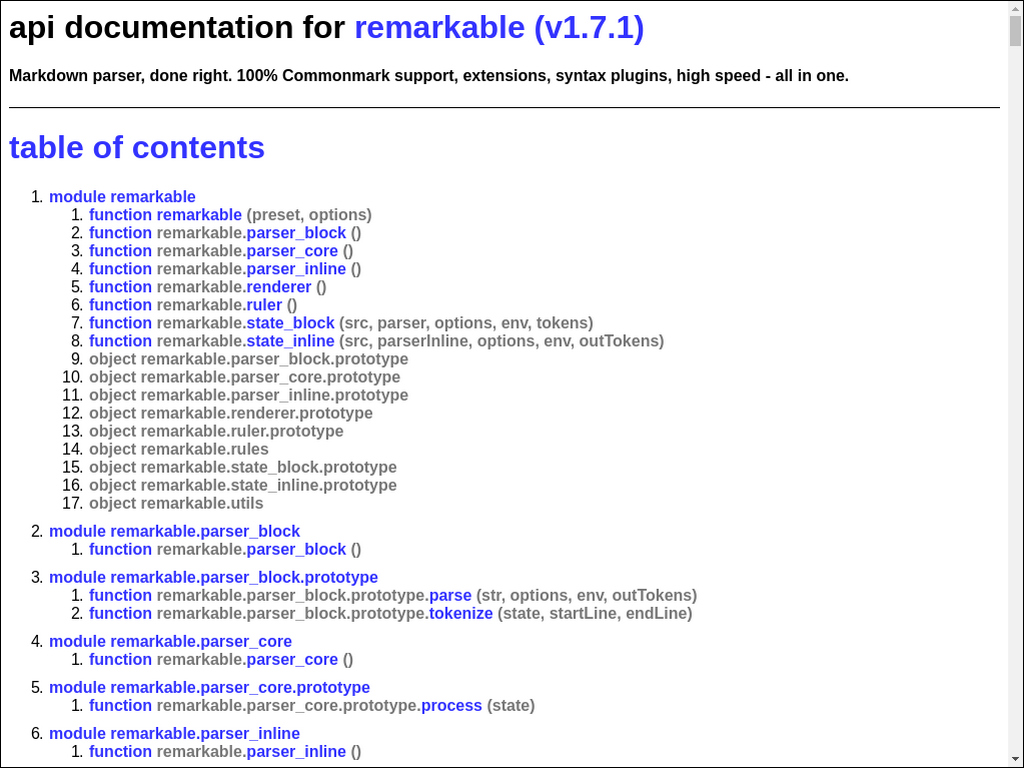 api documentation for remarkable (v1.7.1)
Markdown parser, done right. 100% Commonmark support, extensions, syntax plugins, high speed - all in one.
table of contents
1. module remarkable
1. function remarkable (preset, options)
2. function remarkable.parser_block ()
3. function remarkable.parser_core ()
4. function remarkable.parser_inline ()
5. function remarkable.renderer ()
6. function remarkable.ruler ()
7. function remarkable.state_block (src, parser, options, env, tokens)
8. function remarkable.state_inline (src, parserInline, options, env, outTokens)
9. object remarkable.parser_block.prototype
10. object remarkable.parser_core.prototype
11. object remarkable.parser_inline.prototype
12. object remarkable.renderer.prototype
13. object remarkable.ruler.prototype
14. object remarkable.rules
15. object remarkable.state_block.prototype
16. object remarkable.state_inline.prototype
17. object remarkable.utils
2. module remarkable.parser_block
1. function remarkable.parser_block ()
3. module remarkable.parser_block.prototype
1. function remarkable.parser_block.prototype.parse (str, options, env, outTokens)
2. function remarkable.parser_block.prototype.tokenize (state, startLine, endLine)
4. module remarkable.parser_core
1. function remarkable.parser_core ()
5. module remarkable.parser_core.prototype
1. function remarkable.parser_core.prototype.process (state)
6. module remarkable.parser_inline
1. function remarkable.parser_inline ()